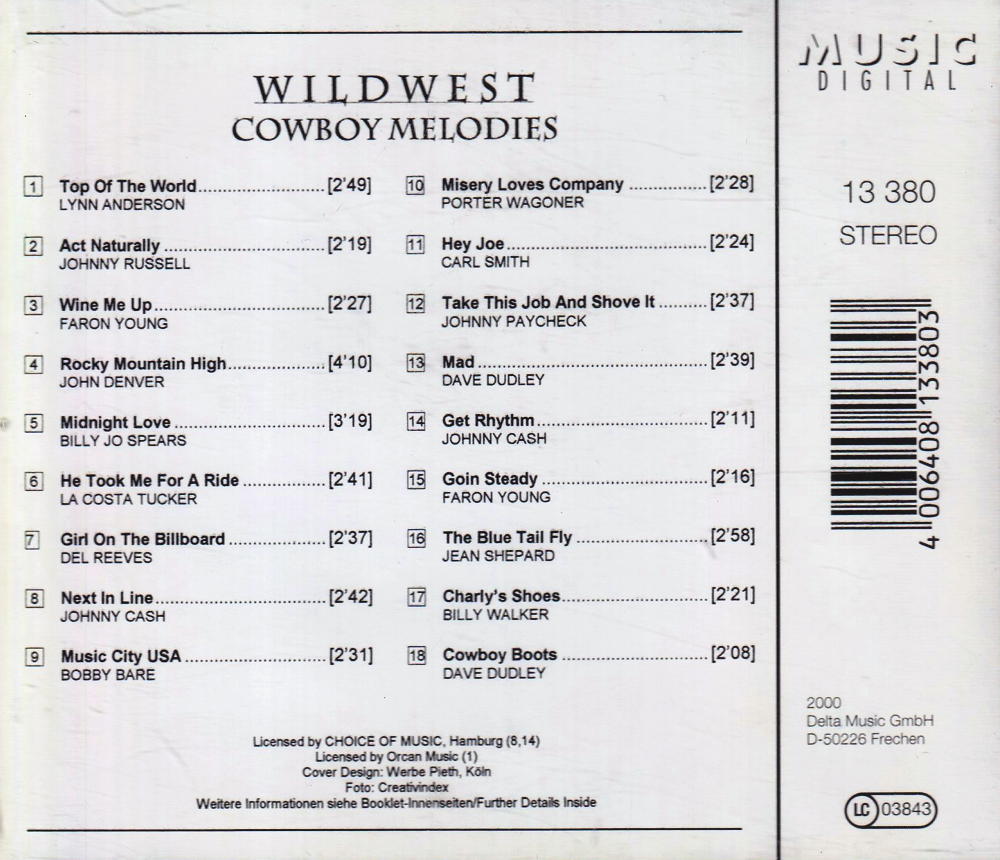 WILDWEST
COWBOY MELODIES
1 Top Of The World........................[2'49]
LYNN ANDERSON
2 Act Naturally..............................[2'19]
JOHNNY RUSSELL
3 Wine Me Up................................[2'27]
FARON YOUNG
4 Rocky Mountain High..................[4'10]
JOHN DENVER
5 Midnight Love............................[3'19]
BILLY JO SPEARS
6 He Took Me For A Ride................[2'41]
LA COSTA TUCKER
7 Girl On The Billboard..................[2'37]
DEL REEVES
8 Next In Line...............................[2'42]
JOHNNY CASH
9 Music City USA..........................[2'31]
BOBBY BARE
10 Misery Loves Company...............[2'28]
PORTER WAGONER
11 Hey Joe.......................................[2'24]
CARL SMITH
12 Take This Job And Shove It.........[2'37]
JOHNNY PAYCHECK
13 Mad............................................[2'39]
DAVE DUDLEY
14 Get Rhythm.................................[2'11]
JOHNNY CASH
15 Goin Steady................................[2'16]
FARON YOUNG
16 The Blue Tail Fly.........................[2'58]
JEAN SHEPARD
17 Charly's Shoes............................[2'21]
BILLY WALKER
18 Cowboy Boots............................[2'08]
DAVE DUDLEY
Licensed by CHOICE OF MUSIC, Hamburg (8,14)
Licensed by Orcan Music (1)
Cover Design: Werbe Pieth, Köln
Foto: Creativindex
Weitere Informationen siehe Booklet-Innenseiten/Further Details Inside
MUSIC
DIGITAL
13 380
STEREO
4 006408 133803
2000
Delta Music GmbH
D-50226 Frechen
LC 03843